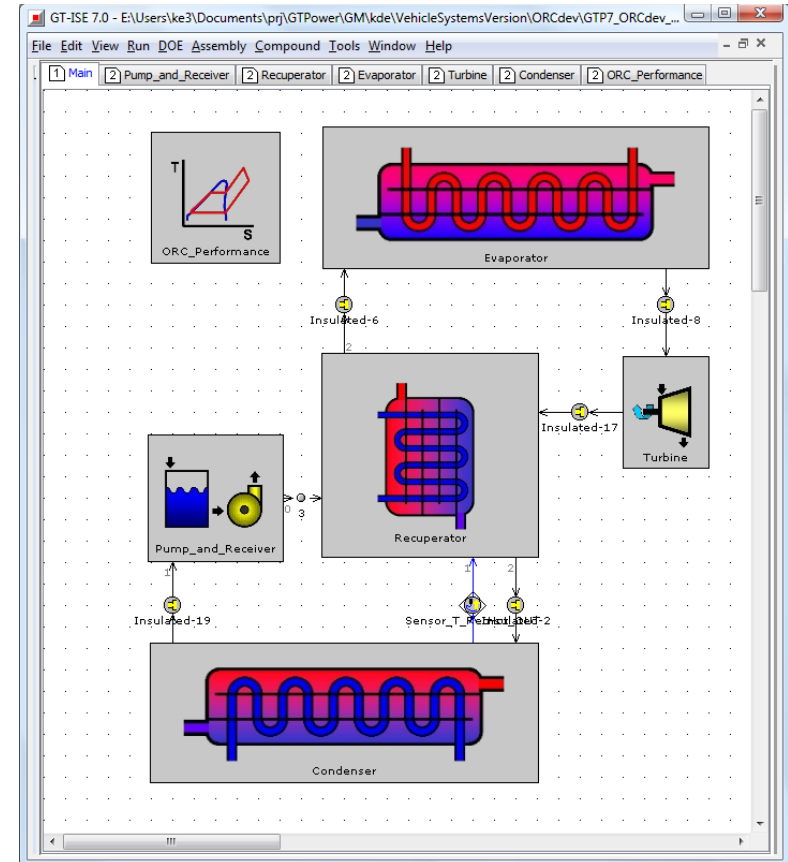 GT-ISE 7.0 - E:\Users\ke3\Documents\prj\GTPower\GM\kde\VehicleSystemsVersion\ORCdev\GTP7_ORCdev_...
File Edit View Run DOE Assembly Compound Tools Window Help
1 Main 2 Pump_and_Receiver 2 Recuperator 2 Evaporator 2 Turbine 2 Condenser 2 ORC_Performance
T
S
ORC_Performance
Evaporator
Insulated-6
Insulated-8
2
Insulated-17
Turbine
Recuperator
Pump_and_Receiver
0
3
1
1
2
Insulated-19
Sensor_T_
-2
Condenser